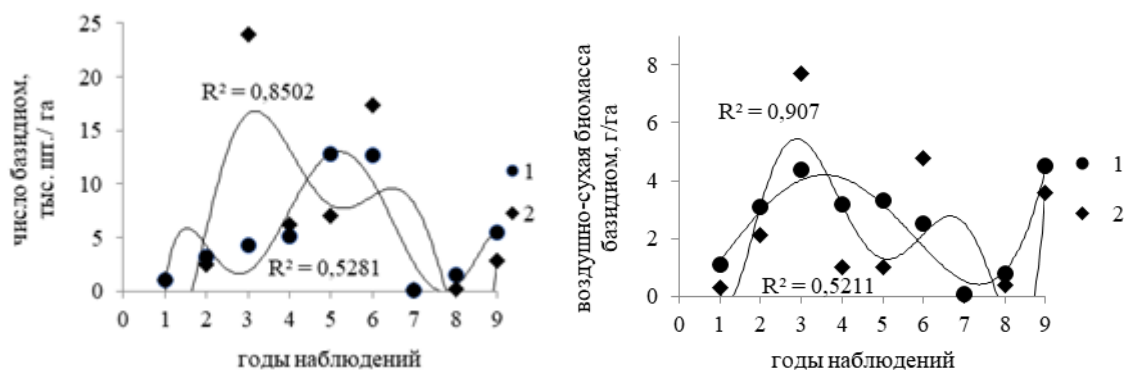 число базидиом,
тыс. шт./ га
25
20
15
10
5
0
R² = 0,8502
R² = 0,5281
0 1 2 3 4 5 6 7 8 9
годы наблюдений
1
2
воздушно-сухая биомасса
базидиом, г/га
8
6
4
2
0
R² = 0,907
R² = 0,5211
0 1 2 3 4 5 6 7 8 9
годы наблюдений
1
2